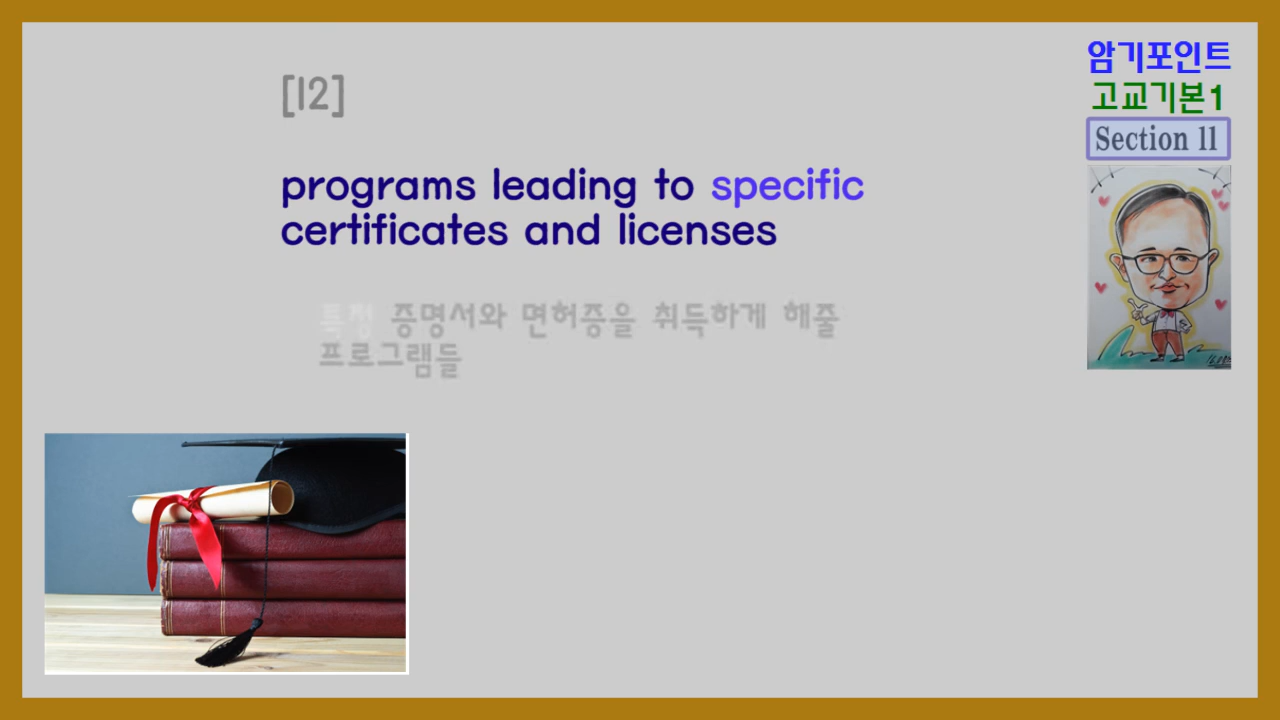 [12]
programs leading to specific
certificates and licenses
특정 증명서와 면허증을 취득하게 해줄
프로그램들
암기포인트
고교기본1
Section 11